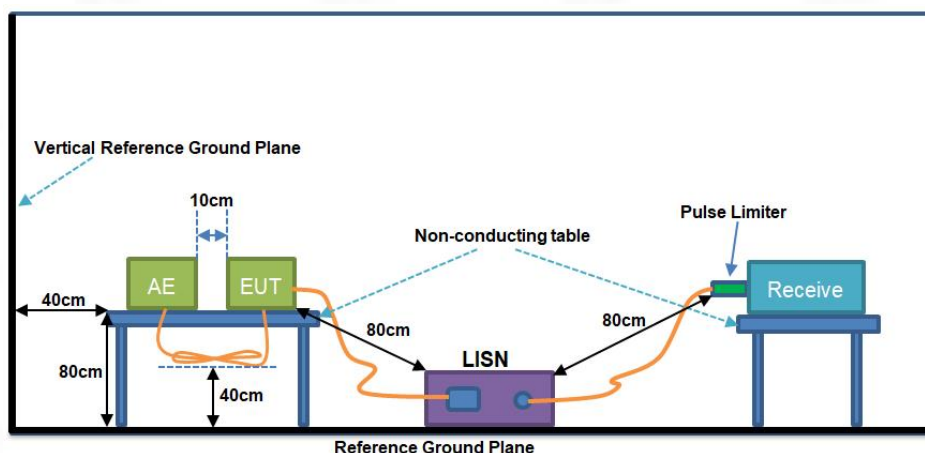 Vertical Reference Ground Plane
10cm
Pulse Limiter
Non-conducting table
AE
EUT
Receive
40cm
80cm
80cm
LISN
80cm
40cm
Reference Ground Plane